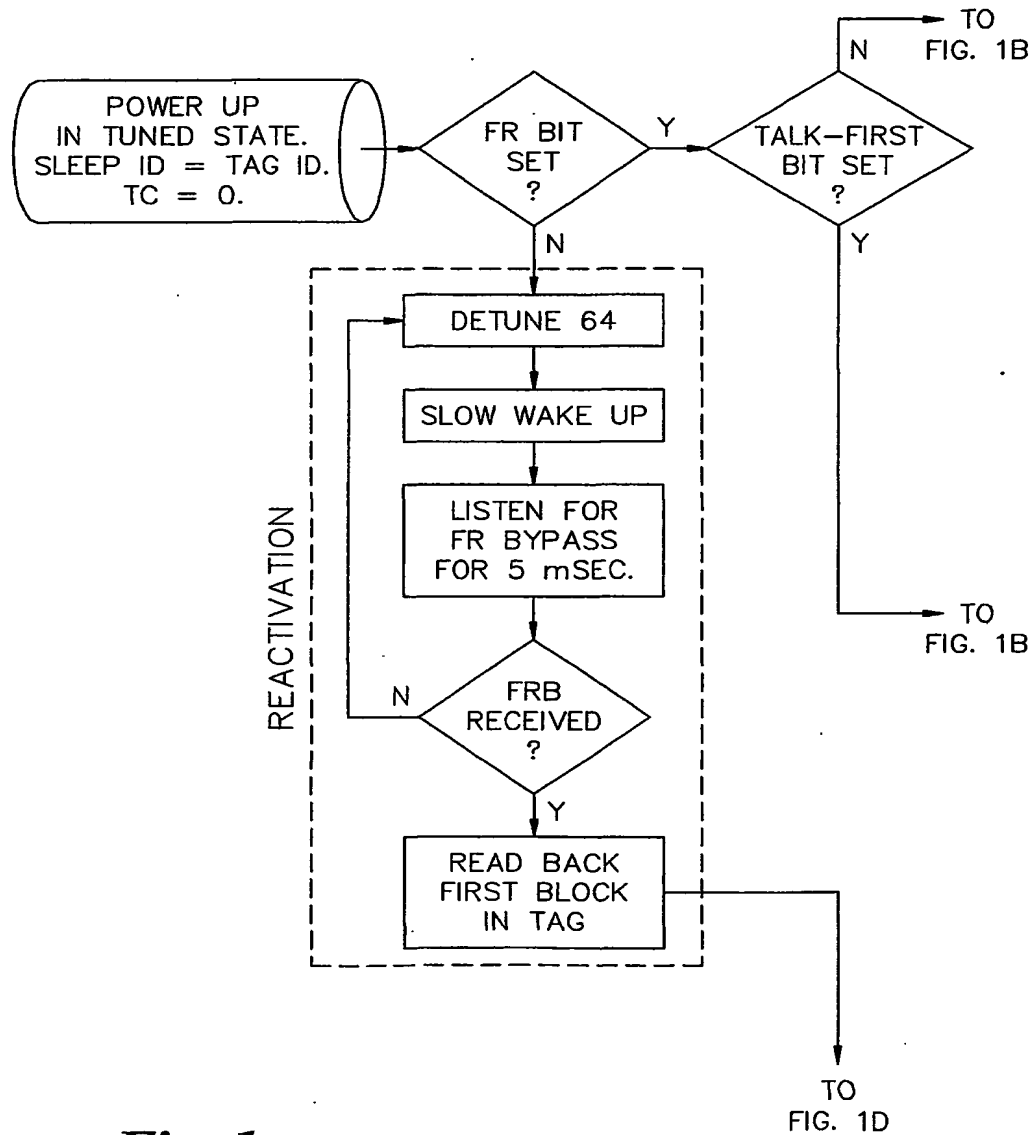 POWER UP
IN TUNED STATE.
SLEEP ID = TAG ID.
TC = 0.
FR BIT
SET
?
Y
N
TALK-FIRST
BIT SET
?
N
TO
FIG. 1B
Y
TO
FIG. 1B
REACTIVATION
DETUNE 64
SLOW WAKE UP
LISTEN FOR
FR BYPASS
FOR 5 mSEC.
FRB
RECEIVED
?
N
Y
READ BACK
FIRST BLOCK
IN TAG
TO
FIG. 1D